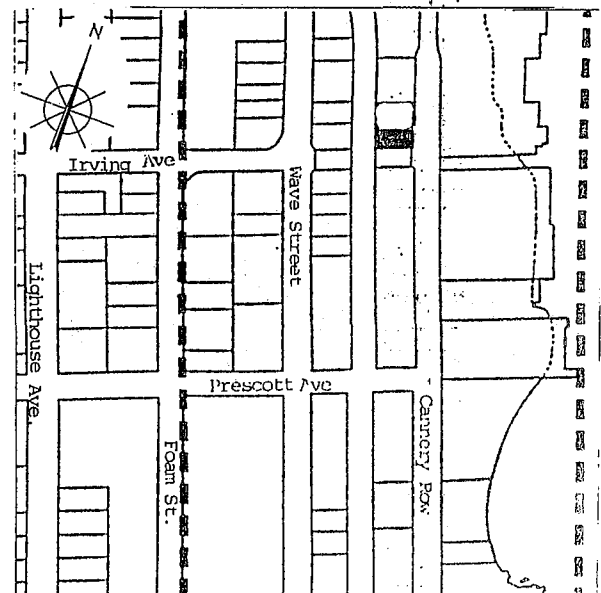 N
Irving Ave
Wave Street
Lighthouse Ave.
Prescott Ave
Cannery Row
Foam St.